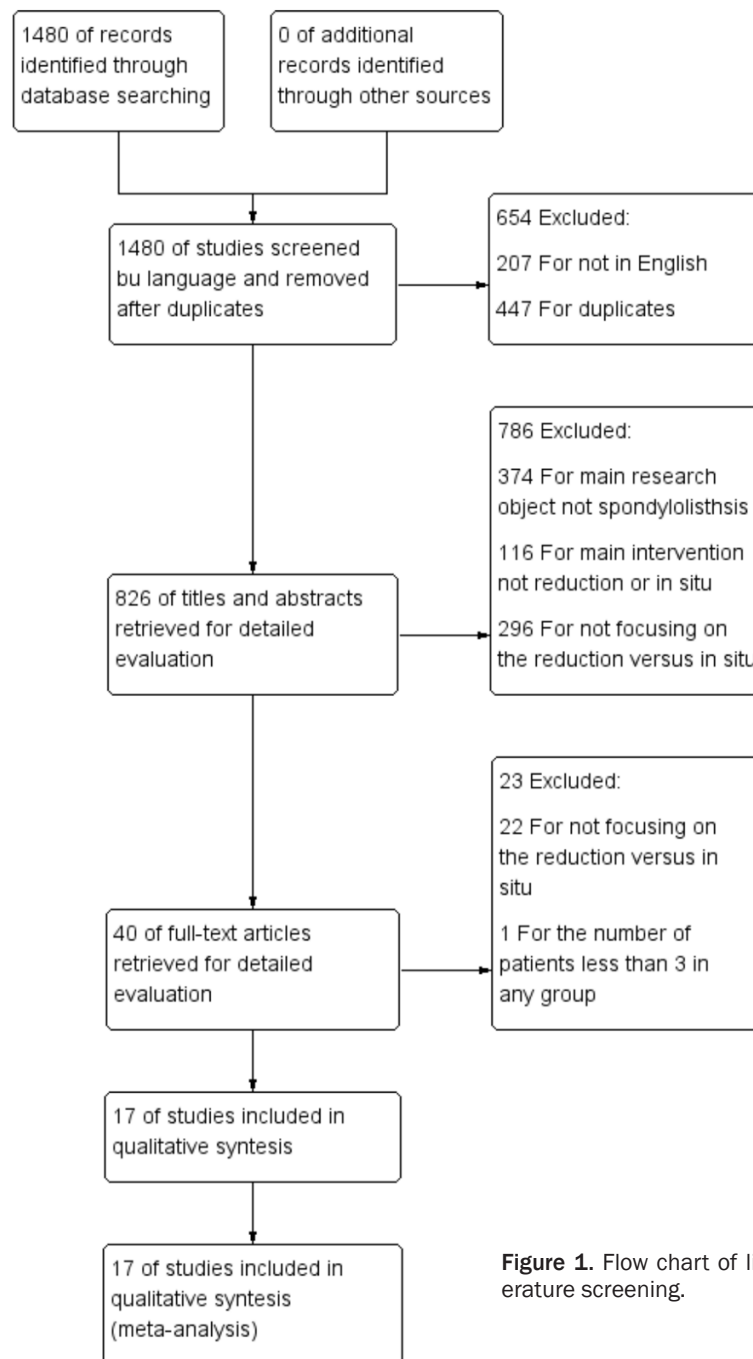 1480 of records
identified through
database searching
0 of additional
records identified
through other sources
1480 of studies screened
bu language and removed
after duplicates
654 Excluded:
207 For not in English
447 For duplicates
826 of titles and abstracts
retrieved for detailed
evaluation
786 Excluded:
374 For main research
object not spondylolisthsis
116 For main intervention
not reduction or in situ
296 For not focusing on
the reduction versus in situ
40 of full-text articles
retrieved for detailed
evaluation
23 Excluded:
22 For not focusing on
the reduction versus in
situ
1 For the number of
patients less than 3 in
any group
17 of studies included in
qualitative syntesis
17 of studies included in
qualitative syntesis
(meta-analysis)
Figure 1. Flow chart of
erature screening.